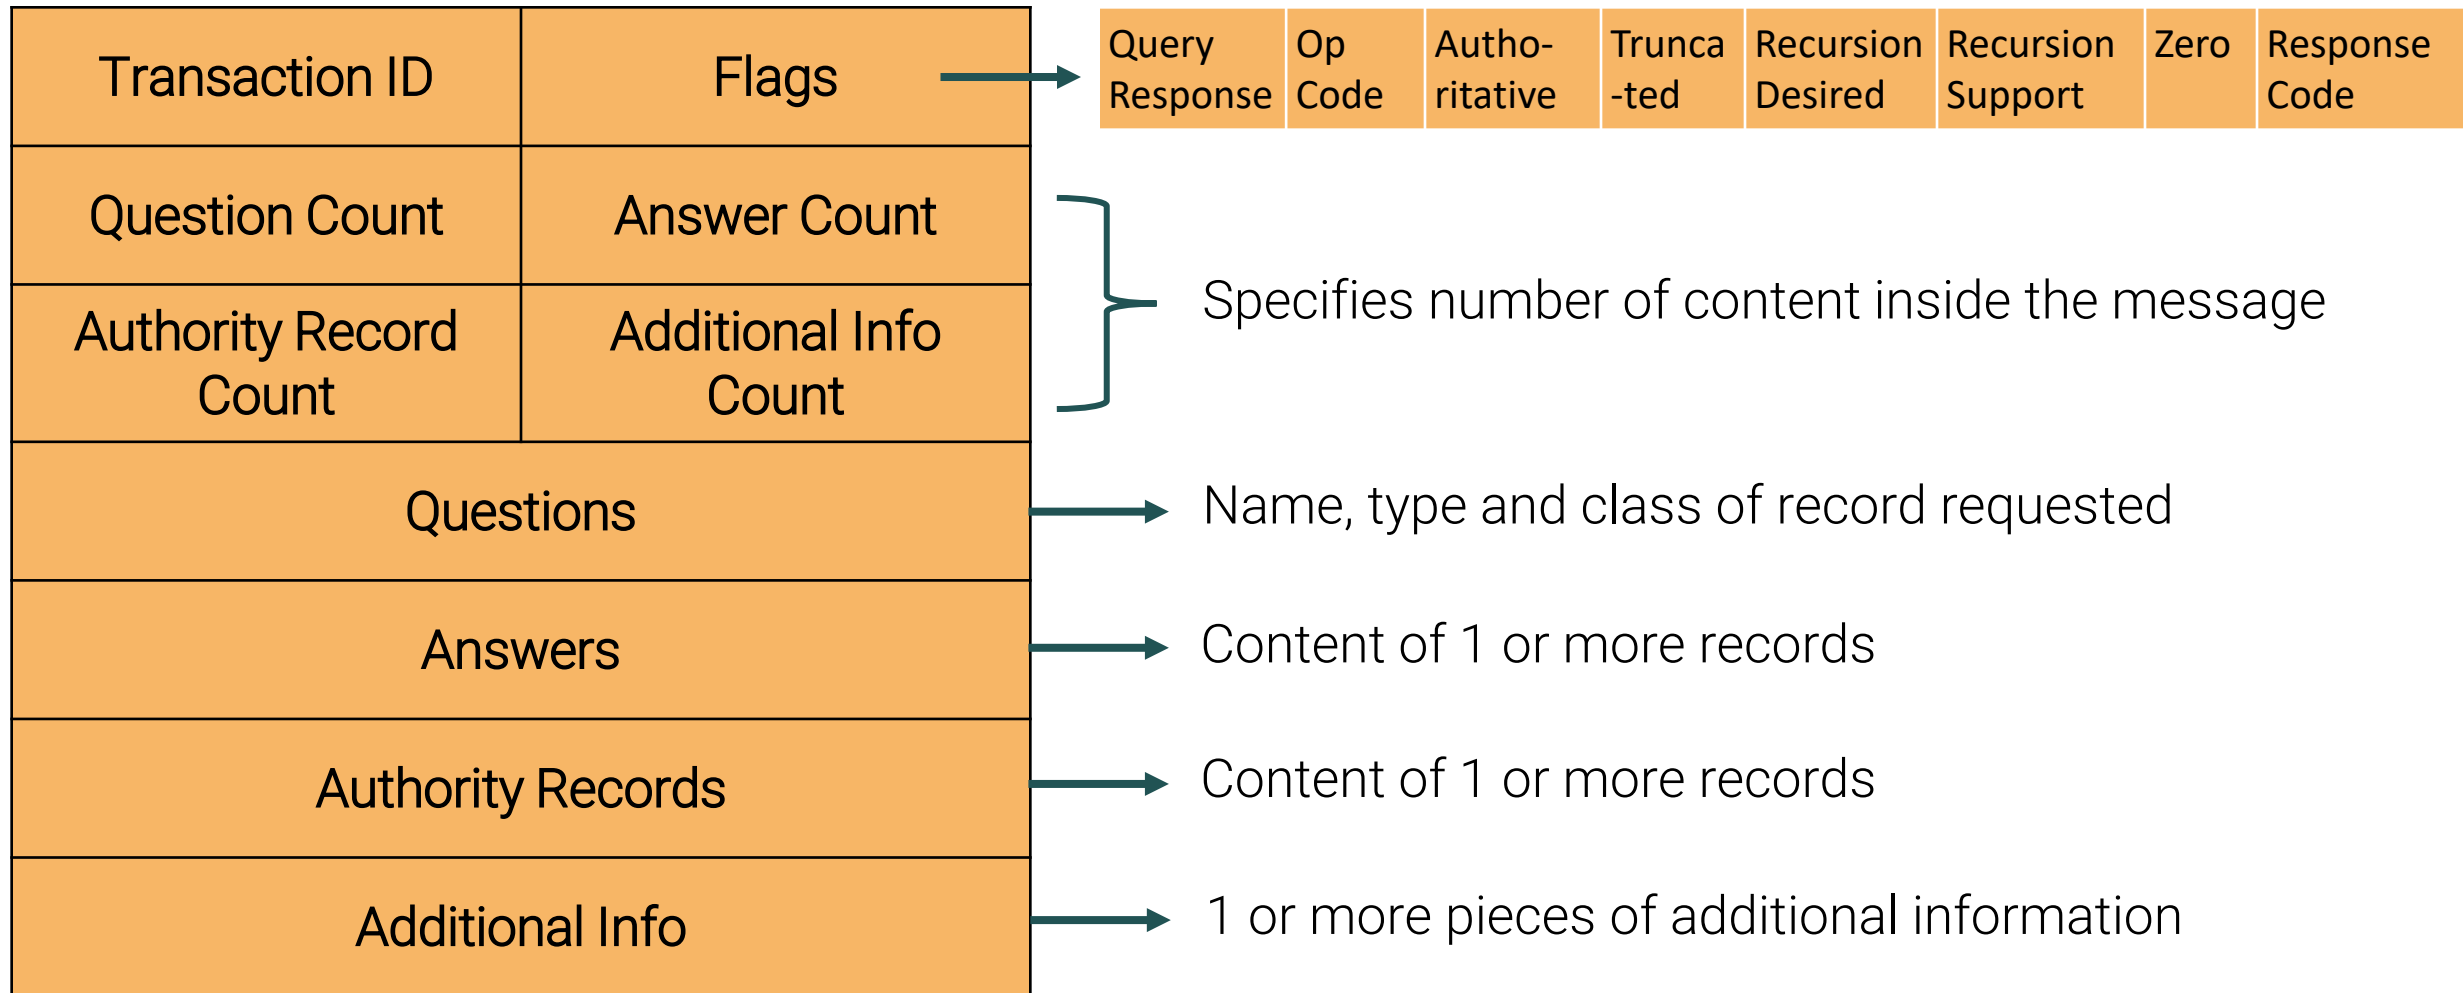 Transaction ID
Flags
Query
Response
Op
Code
Autho-
ritative
Trunca
-ted
Recursion
Desired
Recursion
Support
Zero
Response
Code
Question Count
Answer Count
Authority Record
Count
Additional Info
Count
Specifies number of content inside the message
Questions
Name, type and class of record requested
Answers
Content of 1 or more records
Authority Records
Content of 1 or more records
Additional Info
1 or more pieces of additional information